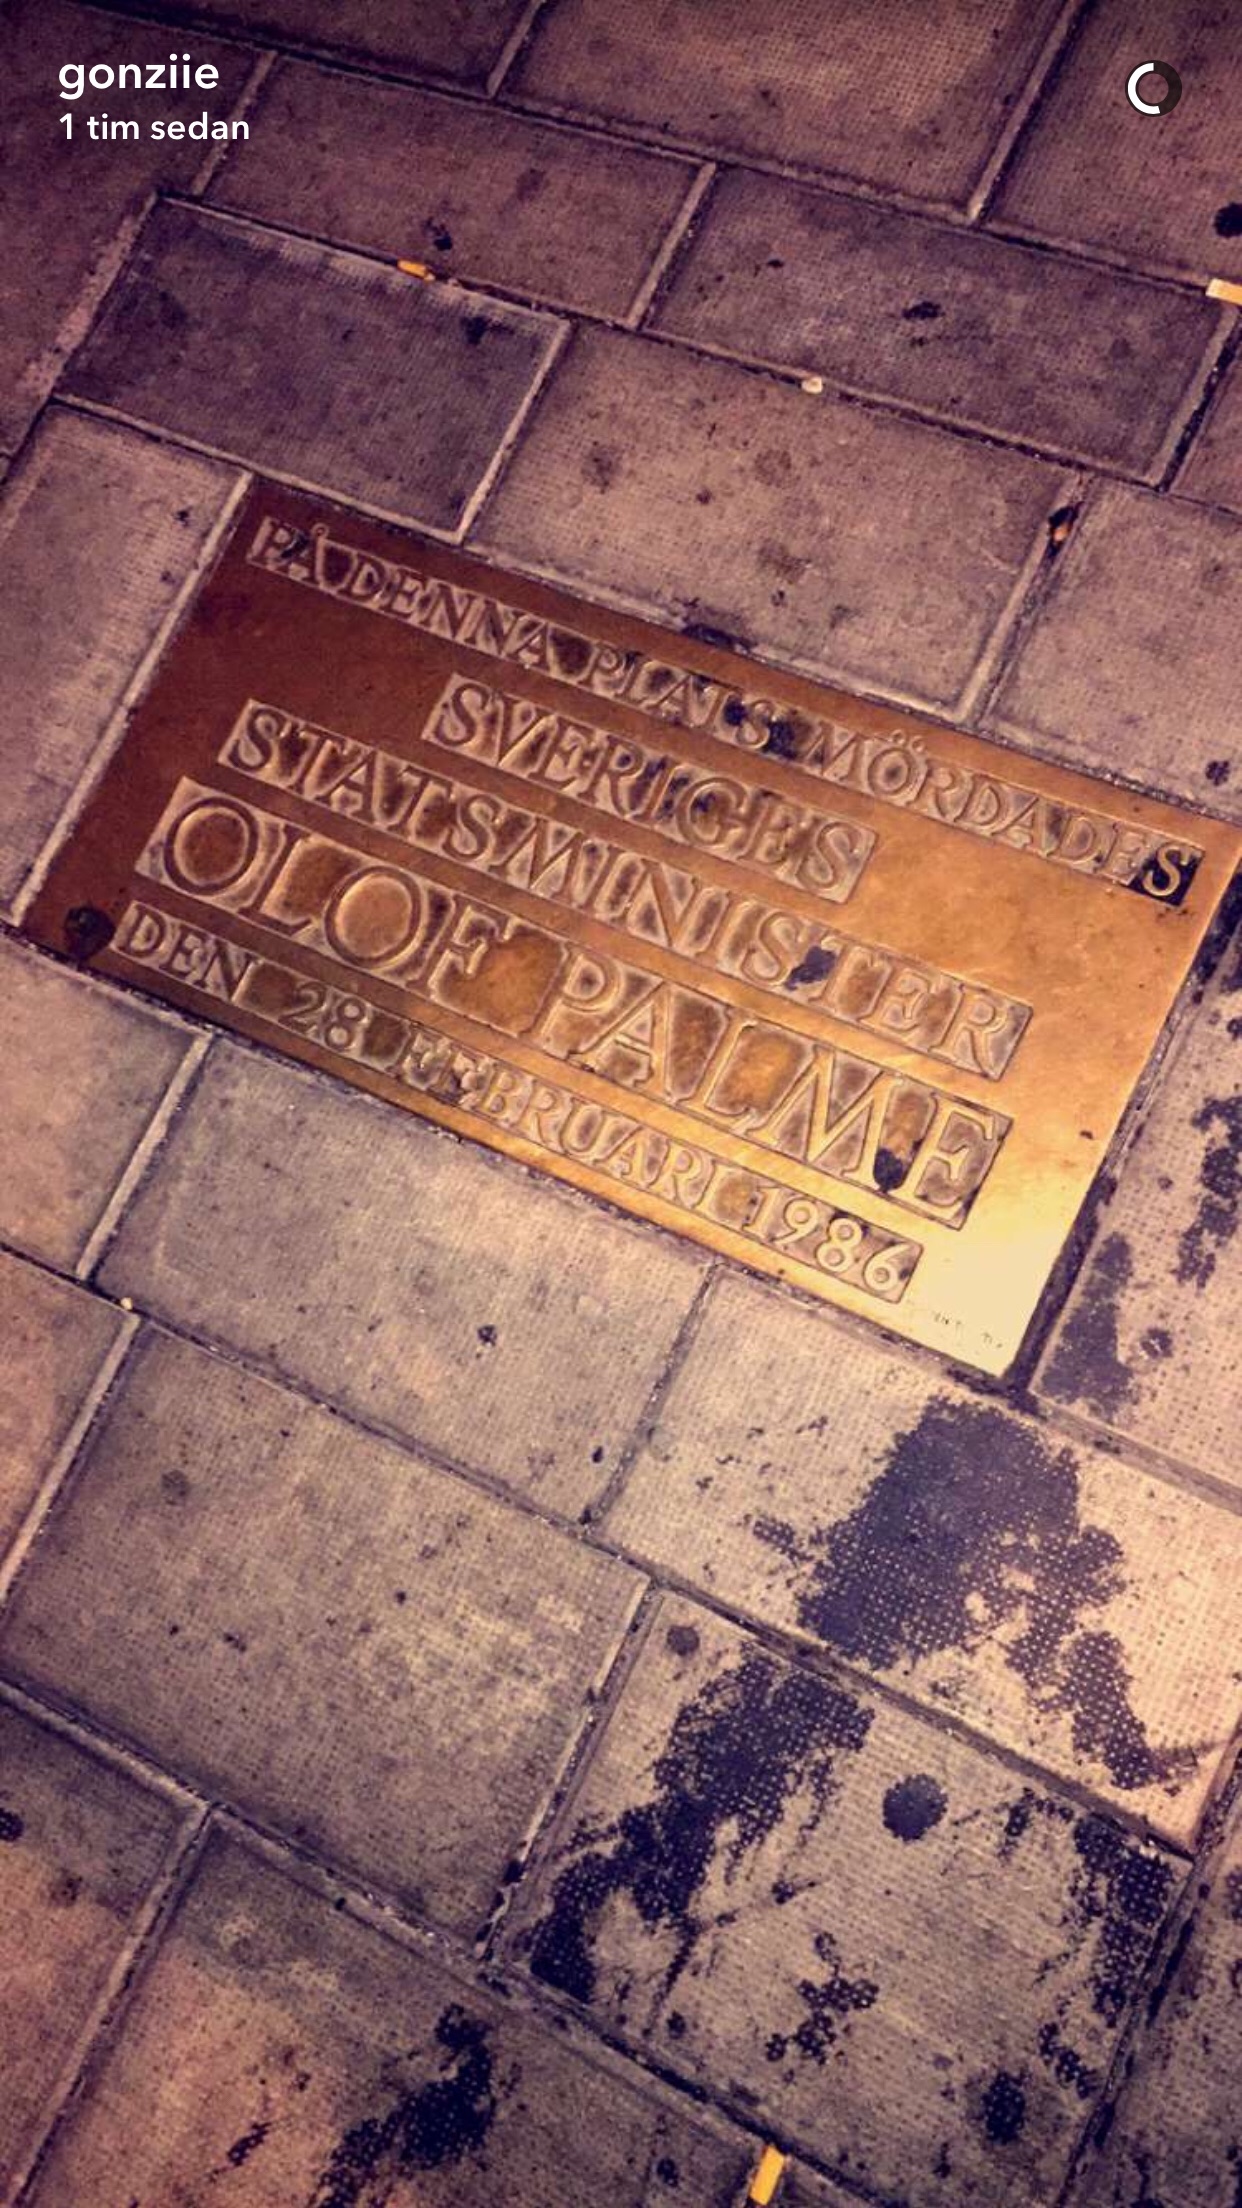 gonziie
1 tim sedan
PÅ DENNA PLATS MÖRDADES
SVERIGES
STATSMINISTER
OLOF PALME
DEN 28 FEBRUARI 1986